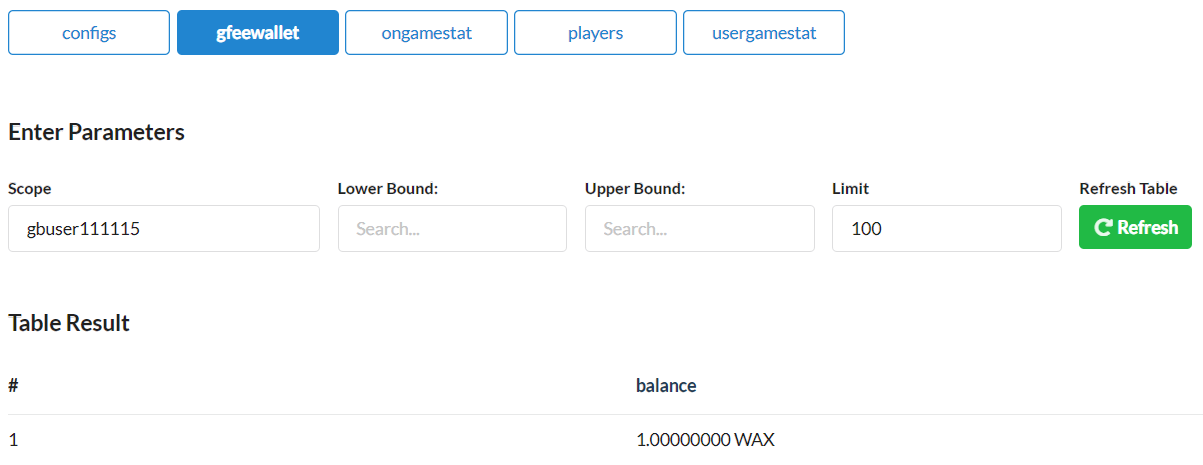 configs gfeewallet ongamestat players usergamestat
Enter Parameters
Scope Lower Bound: Upper Bound: Limit Refresh Table
gbuser111115 Search... Search... 100 Refresh
Table Result
# balance
1 1.00000000 WAX